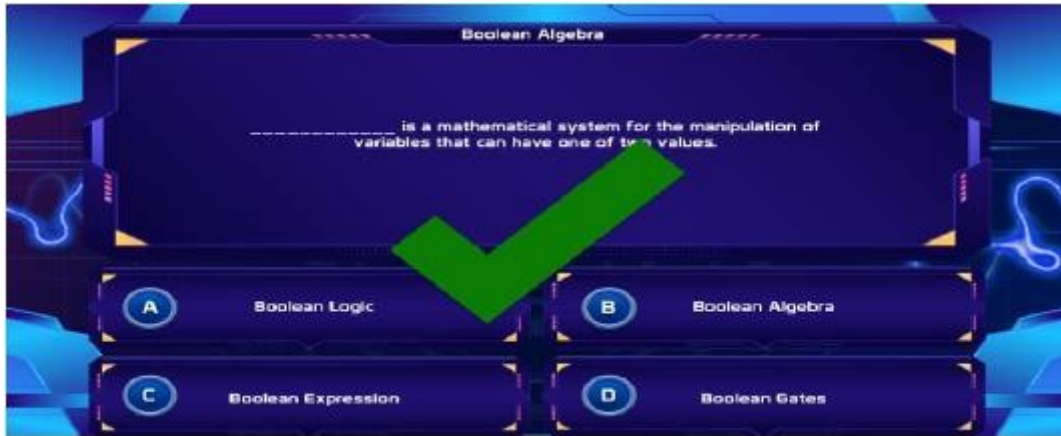 Boolean Algebra
_____________ is a mathematical system for the manipulation of
variables that can have one of two values.
A Boolean Logic
B Boolean Algebra
C Boolean Expression
D Boolean Gates